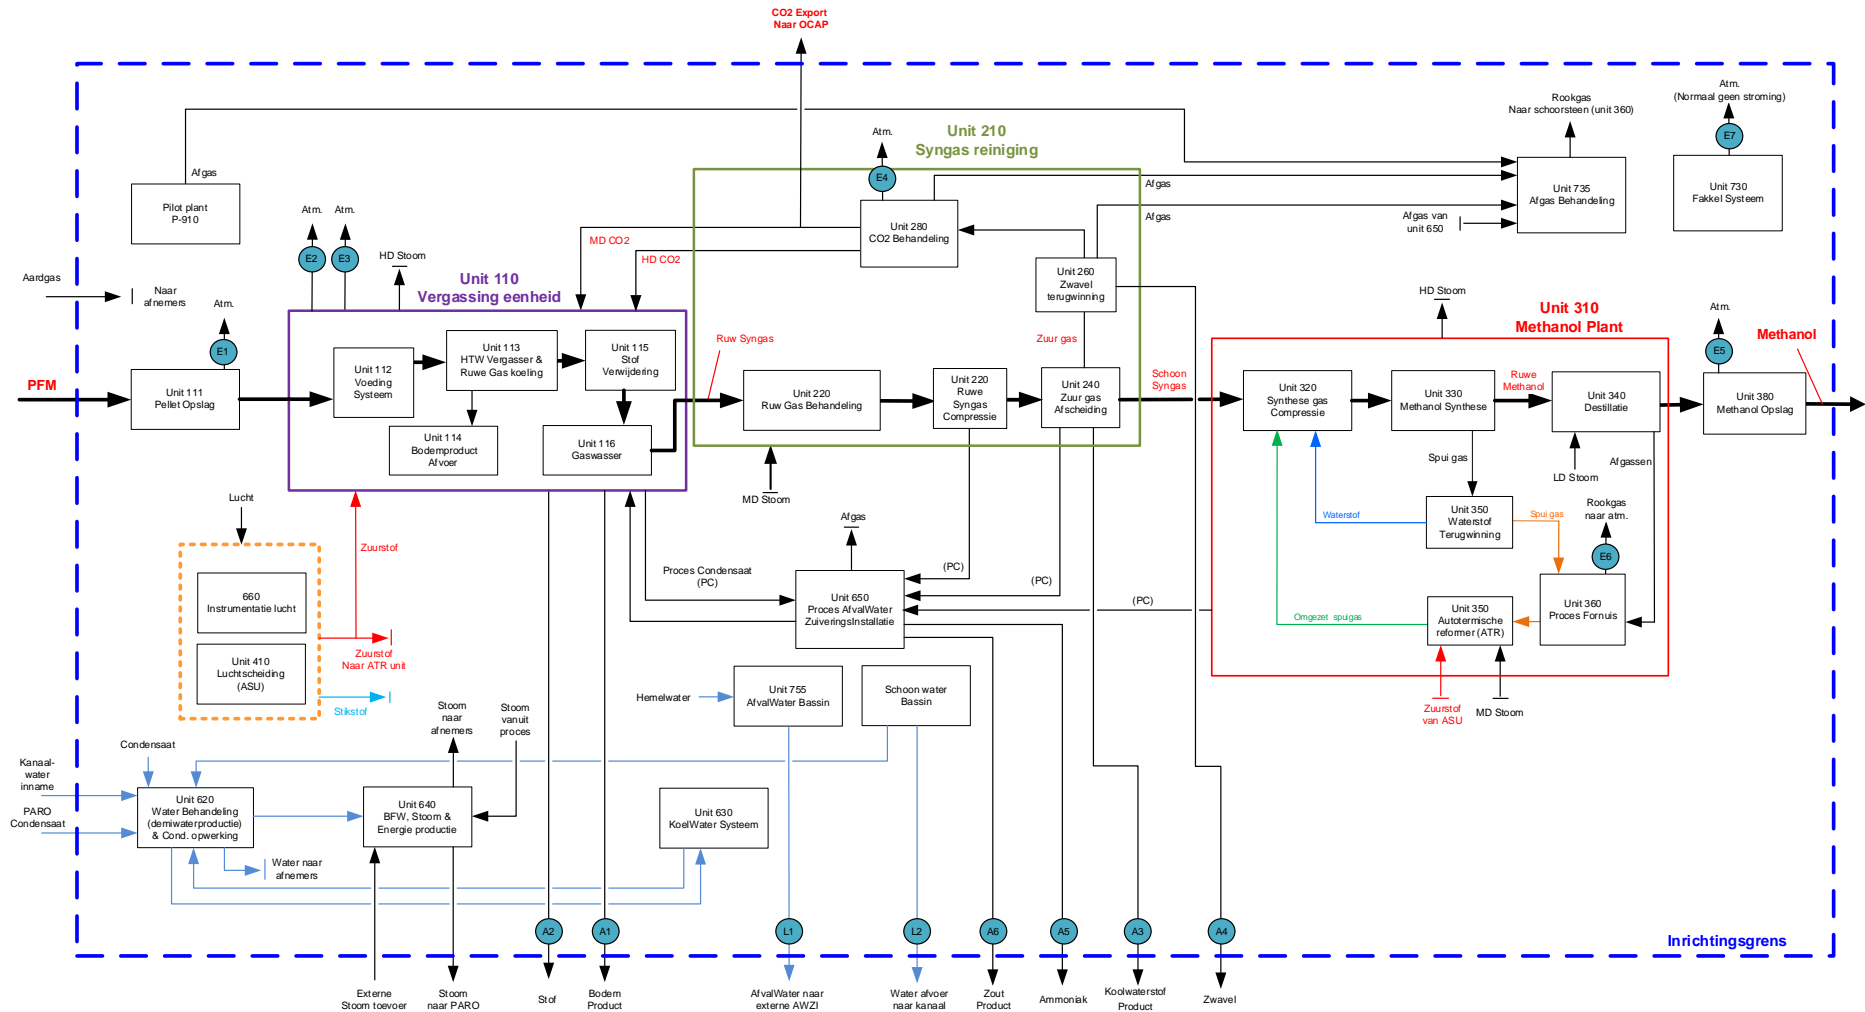 CO2 Export
Naar OCAP
Atm.
(Normaal geen stroming)
E7
Unit 730
Fakkel Systeem
Rookgas
Naar schoorsteen (unit 360)
Unit 735
Afgas Behandeling
Afgas van
unit 650
Afgas
Afgas
Unit 210
Syngas reiniging
Atm.
E4
Unit 280
CO2 Behandeling
Unit 260
Zwavel
terugwinning
Zuur gas
MD CO2
HD CO2
Afgas
Pilot plant
P-910
Atm.
E2
Atm.
E3
HD Stoom
Unit 110
Vergassing eenheid
Aardgas
Naar
afnemers
Atm.
E1
PFM
Unit 111
Pellet Opslag
Unit 112
Voeding
Systeem
Unit 113
HTW Vergasser &
Ruwe Gas koeling
Unit 115
Stof
Verwijdering
Unit 114
Bodemproduct
Afvoer
Unit 116
Gaswasser
Ruw Syngas
Unit 220
Ruw Gas Behandeling
Unit 220
Ruwe
Syngas
Compressie
Unit 240
Zuur gas
Afscheiding
Schoon
Syngas
MD Stoom
HD Stoom
Unit 310
Methanol Plant
Unit 320
Synthese gas
Compressie
Unit 330
Methanol Synthese
Ruwe
Methanol
Unit 340
Destillatie
Atm.
E5
Unit 380
Methanol Opslag
Methanol
Spui gas
LD Stoom
Afgassen
Unit 350
Waterstof
Terugwinning
Waterstof
Spui gas
Rookgas
naar atm.
E6
Unit 360
Proces Fornuis
Unit 350
Autotermische
reformer (ATR)
Omgezet spuigas
Zuurstof
van ASU
MD Stoom
Lucht
660
Instrumentatie lucht
Unit 410
Luchtscheiding
(ASU)
Zuurstof
Zuurstof
Naar ATR unit
Stikstof
Proces Condensaat
(PC)
Afgas
Unit 650
Proces AfvalWater
ZuiveringsInstallatie
(PC)
(PC)
(PC)
Hemelwater
Unit 755
AfvalWater Bassin
Schoon water
Bassin
Stoom
naar
afnemers
Stoom
vanuit
proces
Condensaat
Kanaal-
water
inname
PARO
Condensaat
Unit 620
Water Behandeling
(demiwaterproductie)
& Cond. opwerking
Unit 640
BFW, Stoom &
Energie productie
Unit 630
KoelWater Systeem
Water naar
afnemers
A2
A1
L1
L2
A6
A5
A3
A4
Inrichtingsgrens
Externe
Stoom toevoer
Stoom
naar PARO
Stof
Bodem
Product
AfvalWater naar
externe AWZI
Water afvoer
naar kanaal
Zout
Product
Ammoniak
Koolwaterstof
Product
Zwavel